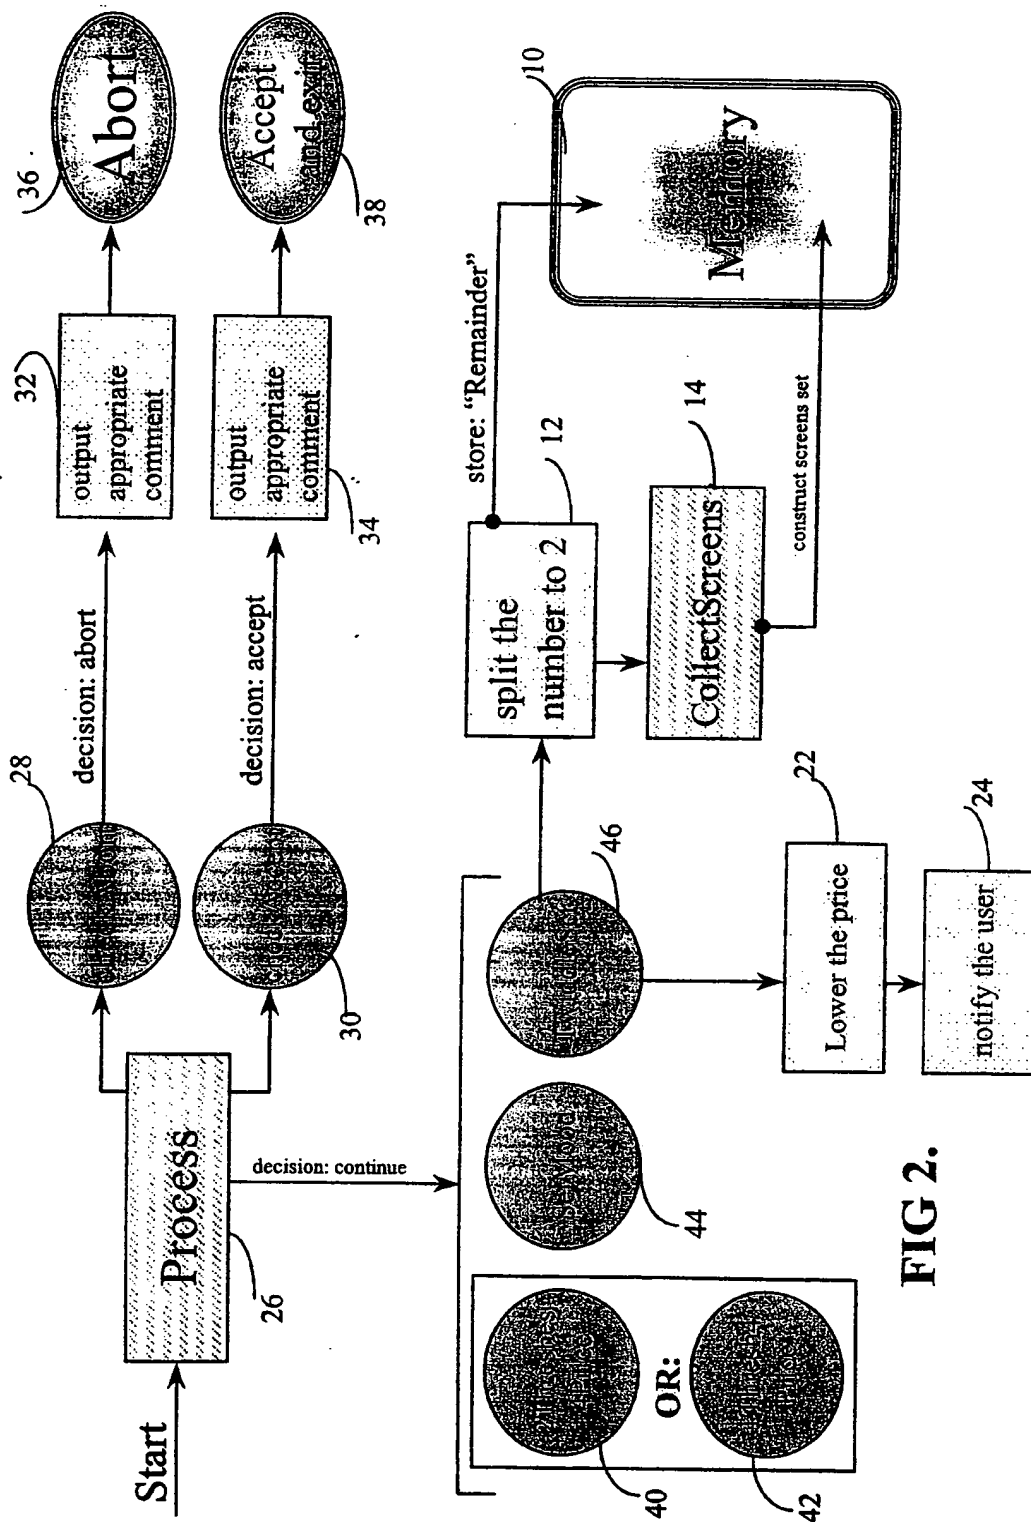 Start
Process
26
28
30
decision: abort
decision: accept
32
output
appropriate
comment
34
output
appropriate
comment
36
Abort
38
Accept
and exit
decision: continue
40
OR:
42
44
46
split the
number to 2
12
store: "Remainder"
CollectScreens
14
construct screens set
10
Memory
Lower the price
22
notify the user
24
FIG 2.